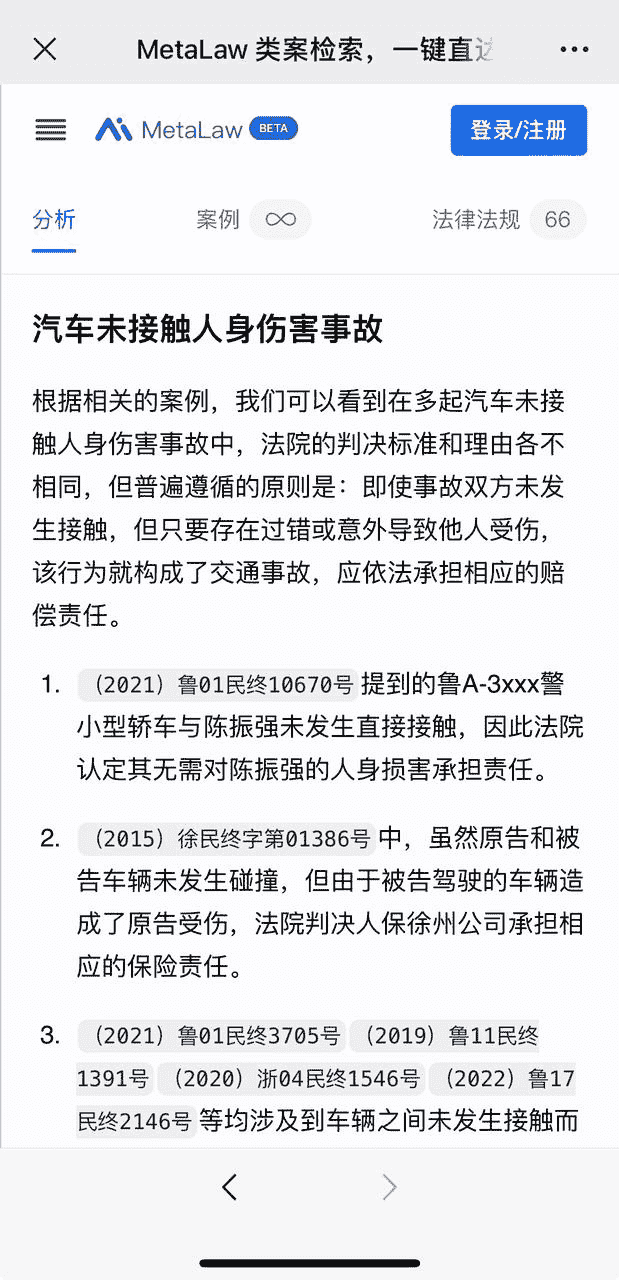 MetaLaw 类案检索，一键直达
MetaLaw BETA
登录/注册
分析 案例 ∞ 法律法规 66
汽车未接触人身伤害事故
根据相关的案例，我们可以看到在多起汽车未接
触人身伤害事故中，法院的判决标准和理由各不
相同，但普遍遵循的原则是：即使事故双方未发
生接触，但只要存在过错或意外导致他人受伤，
该行为就构成了交通事故，应依法承担相应的赔
偿责任。
1. （2021）鲁01民终10670号 提到的鲁A-3xxx警
小型轿车与陈振强未发生直接接触，因此法院
认定其无需对陈振强的人身损害承担责任。
2. （2015）徐民终字第01386号 中，虽然原告和被
告车辆未发生碰撞，但由于被告驾驶的车辆造
成了原告受伤，法院判决人保徐州公司承担相
应的保险责任。
3. （2021）鲁01民终3705号 （2019）鲁11民终
1391号 （2020）浙04民终1546号 （2022）鲁17
民终2146号 等均涉及到车辆之间未发生接触而